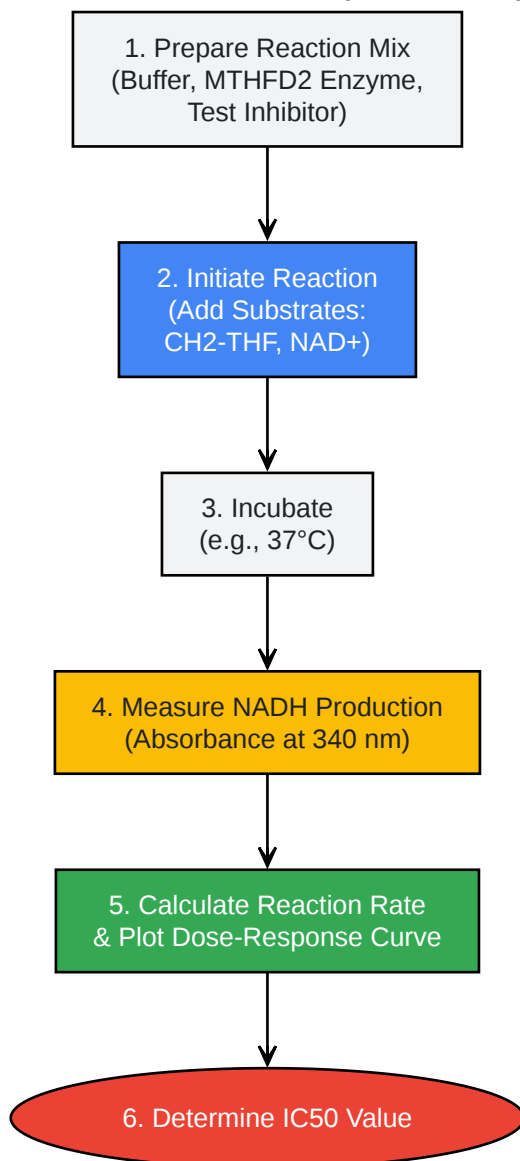 1. Prepare Reaction Mix
(Buffer, MTHFD2 Enzyme,
Test Inhibitor)
2. Initiate Reaction
(Add Substrates:
CH2-THF, NAD+)
3. Incubate
(e.g., 37°C)
4. Measure NADH Production
(Absorbance at 340 nm)
5. Calculate Reaction Rate
& Plot Dose-Response Curve
6. Determine IC50 Value